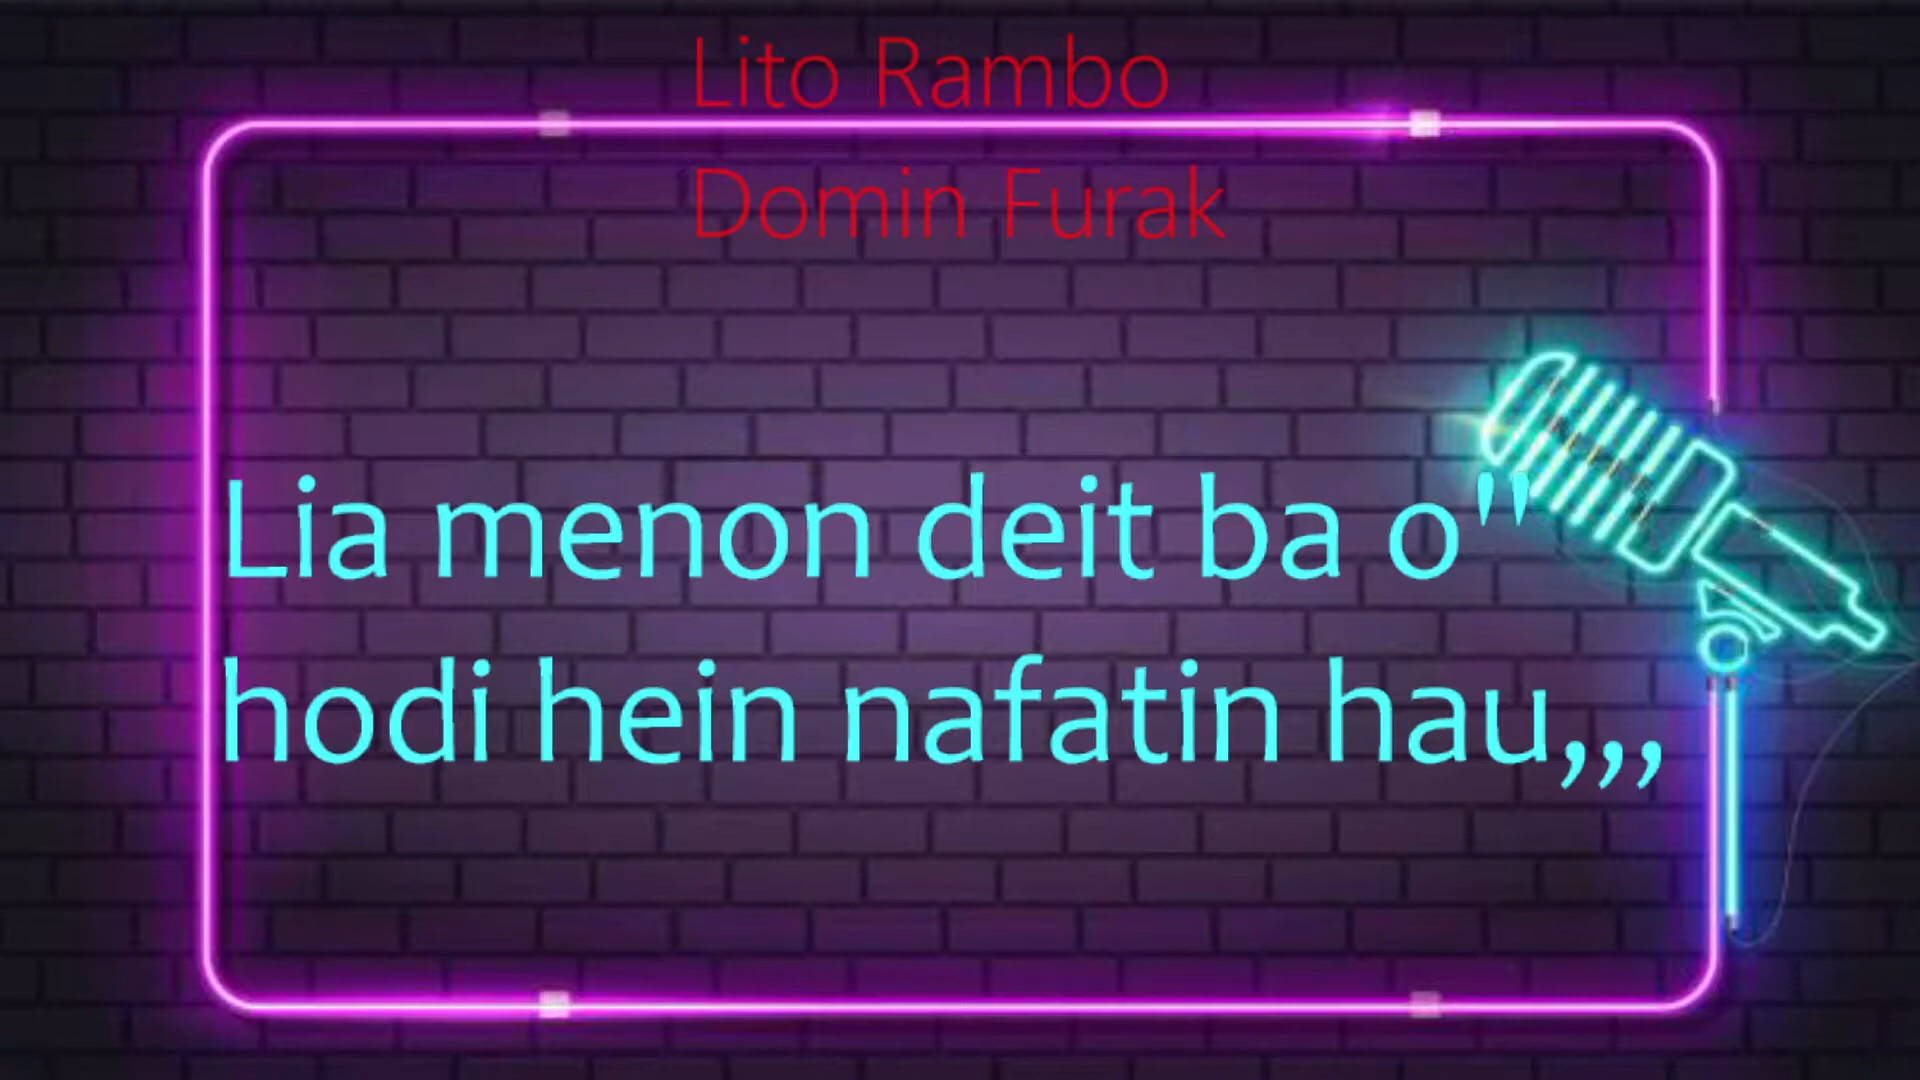 Lito Rambo
Domin Furak
Lia menon deit ba o"
hodi hein nafatin hau,,,